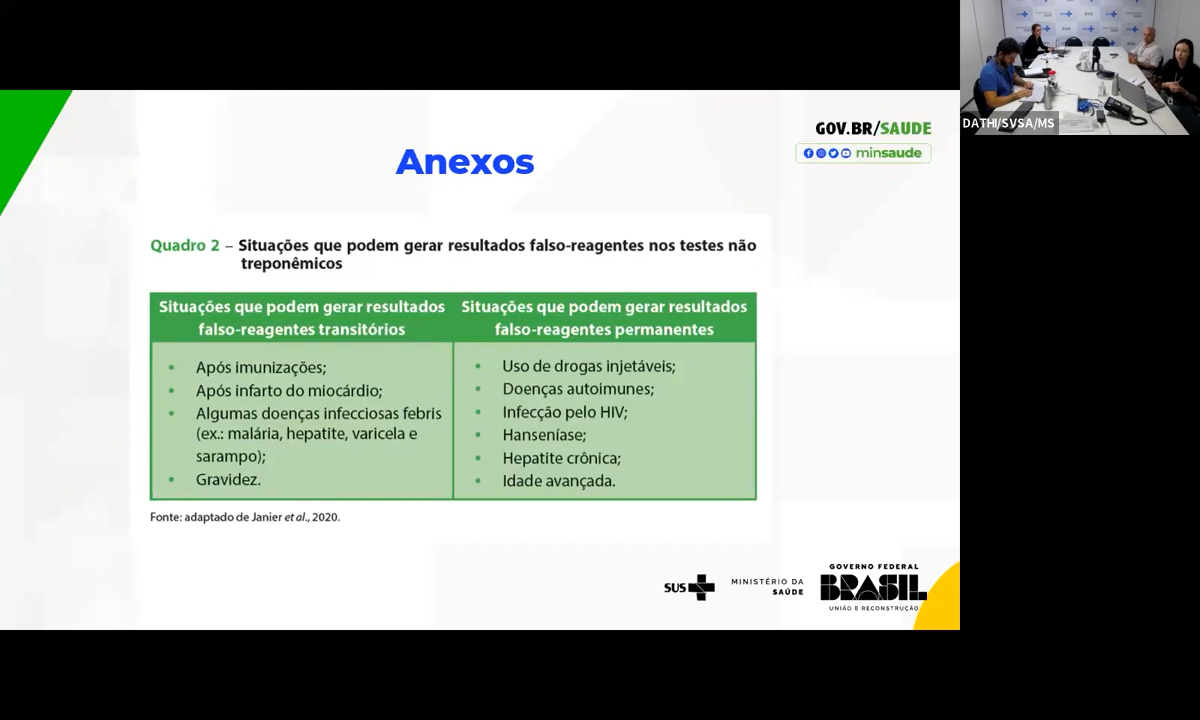 DATHI/SVSA/MS
GOV.BR/SAUDE
minsaude
Anexos
Quadro 2 – Situações que podem gerar resultados falso-reagentes nos testes não
treponêmicos
Situações que podem gerar resultados
falso-reagentes transitórios
Situações que podem gerar resultados
falso-reagentes permanentes
• Após imunizações;
• Após infarto do miocárdio;
• Algumas doenças infecciosas febris
(ex.: malária, hepatite, varicela e
sarampo);
• Gravidez.
• Uso de drogas injetáveis;
• Doenças autoimunes;
• Infecção pelo HIV;
• Hanseníase;
• Hepatite crônica;
• Idade avançada.
Fonte: adaptado de Janier et al., 2020.
SUS
MINISTÉRIO DA
SAÚDE
GOVERNO FEDERAL
BRASIL
UNIÃO E RECONSTRUÇÃO